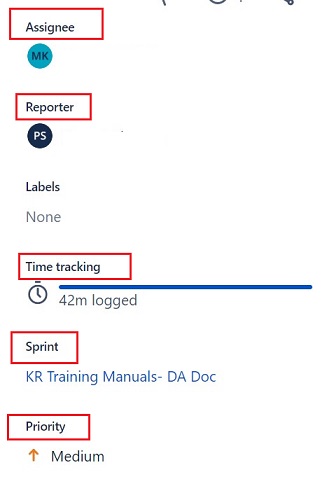 Assignee
MK
Reporter
PS
Labels
None
Time tracking
42m logged
Sprint
KR Training Manuals- DA Doc
Priority
Medium